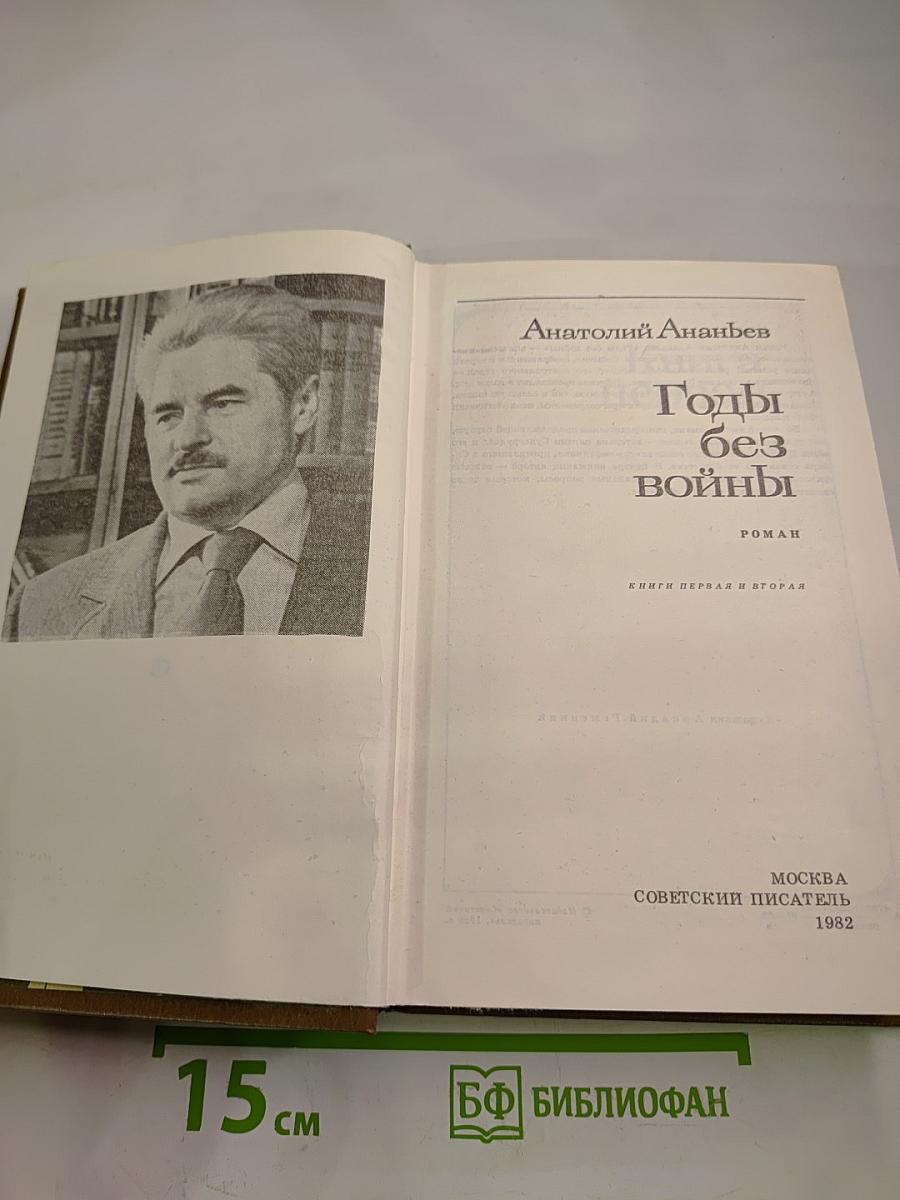 Анатолий Ананьев
Годы
без
войны
РОМАН
КНИГИ ПЕРВАЯ И ВТОРАЯ
МОСКВА
СОВЕТСКИЙ ПИСАТЕЛЬ
1982
15 см
БФ БИБЛИОФАН